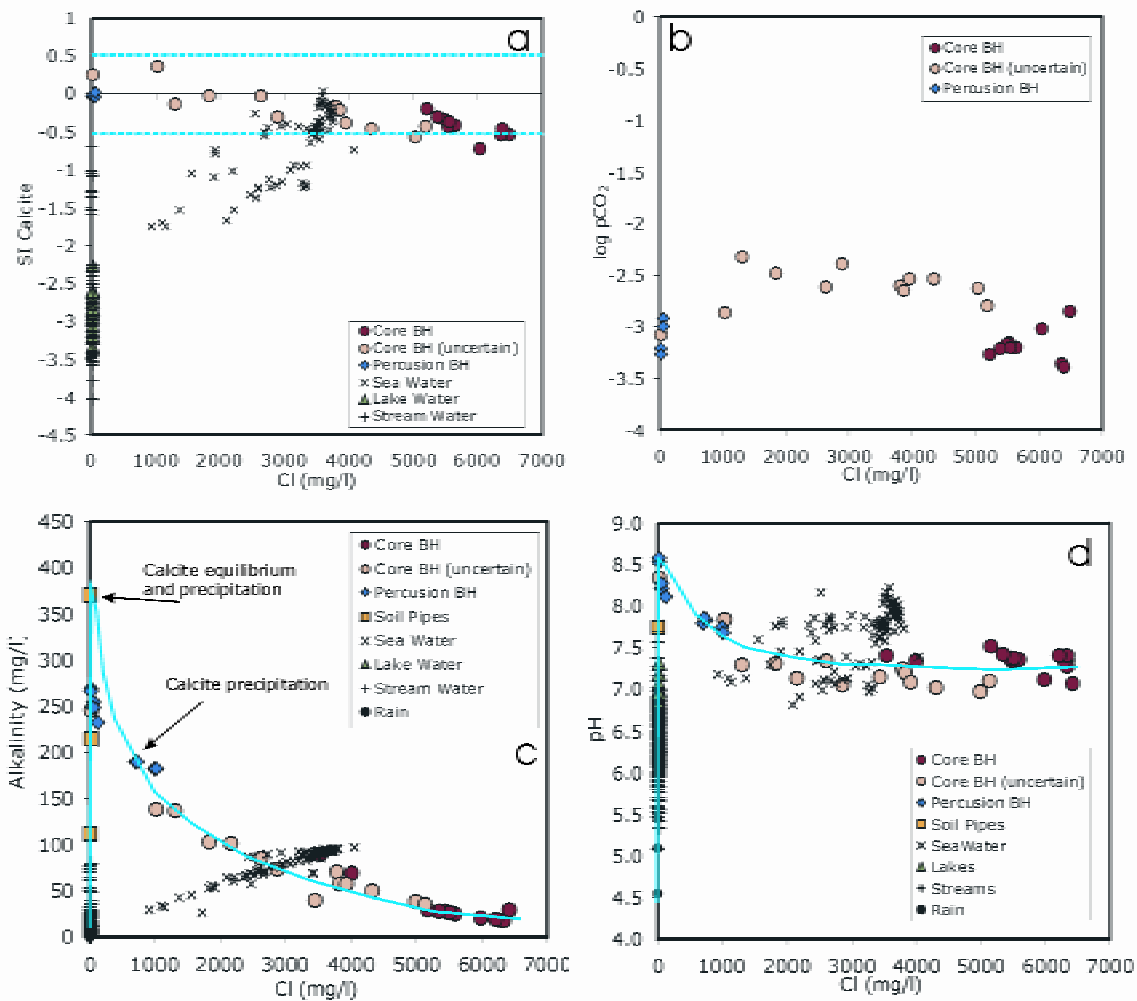 a
1
0.5
0
-0.5
-1
-1.5
-2
-2.5
-3
-3.5
-4
-4.5
SI Calcite
Core BH
Core BH (uncertain)
Percusion BH
Sea Water
Lake Water
Stream Water
0 1000 2000 3000 4000 5000 6000 7000
Cl (mg/l)
b
0
-0.5
-1
-1.5
-2
-2.5
-3
-3.5
-4
log pCO2
Core BH
Core BH (uncertain)
Percusion BH
0 1000 2000 3000 4000 5000 6000 7000
Cl (mg/l)
450
400
350
300
250
200
150
100
50
0
Alkalinity (mg/l)
Calcite equilibrium
and precipitation
Calcite precipitation
Core BH
Core BH (uncertain)
Percusion BH
Soil Pipes
Sea Water
Lake Water
Stream Water
Rain
c
0 1000 2000 3000 4000 5000 6000 7000
Cl (mg/l)
d
9.0
8.5
8.0
7.5
7.0
6.5
6.0
5.5
5.0
4.5
4.0
pH
Core BH
Core BH (uncertain)
Percusion BH
Soil Pipes
SeaWater
Lakes
Streams
Rain
0 1000 2000 3000 4000 5000 6000 7000
Cl (mg/l)